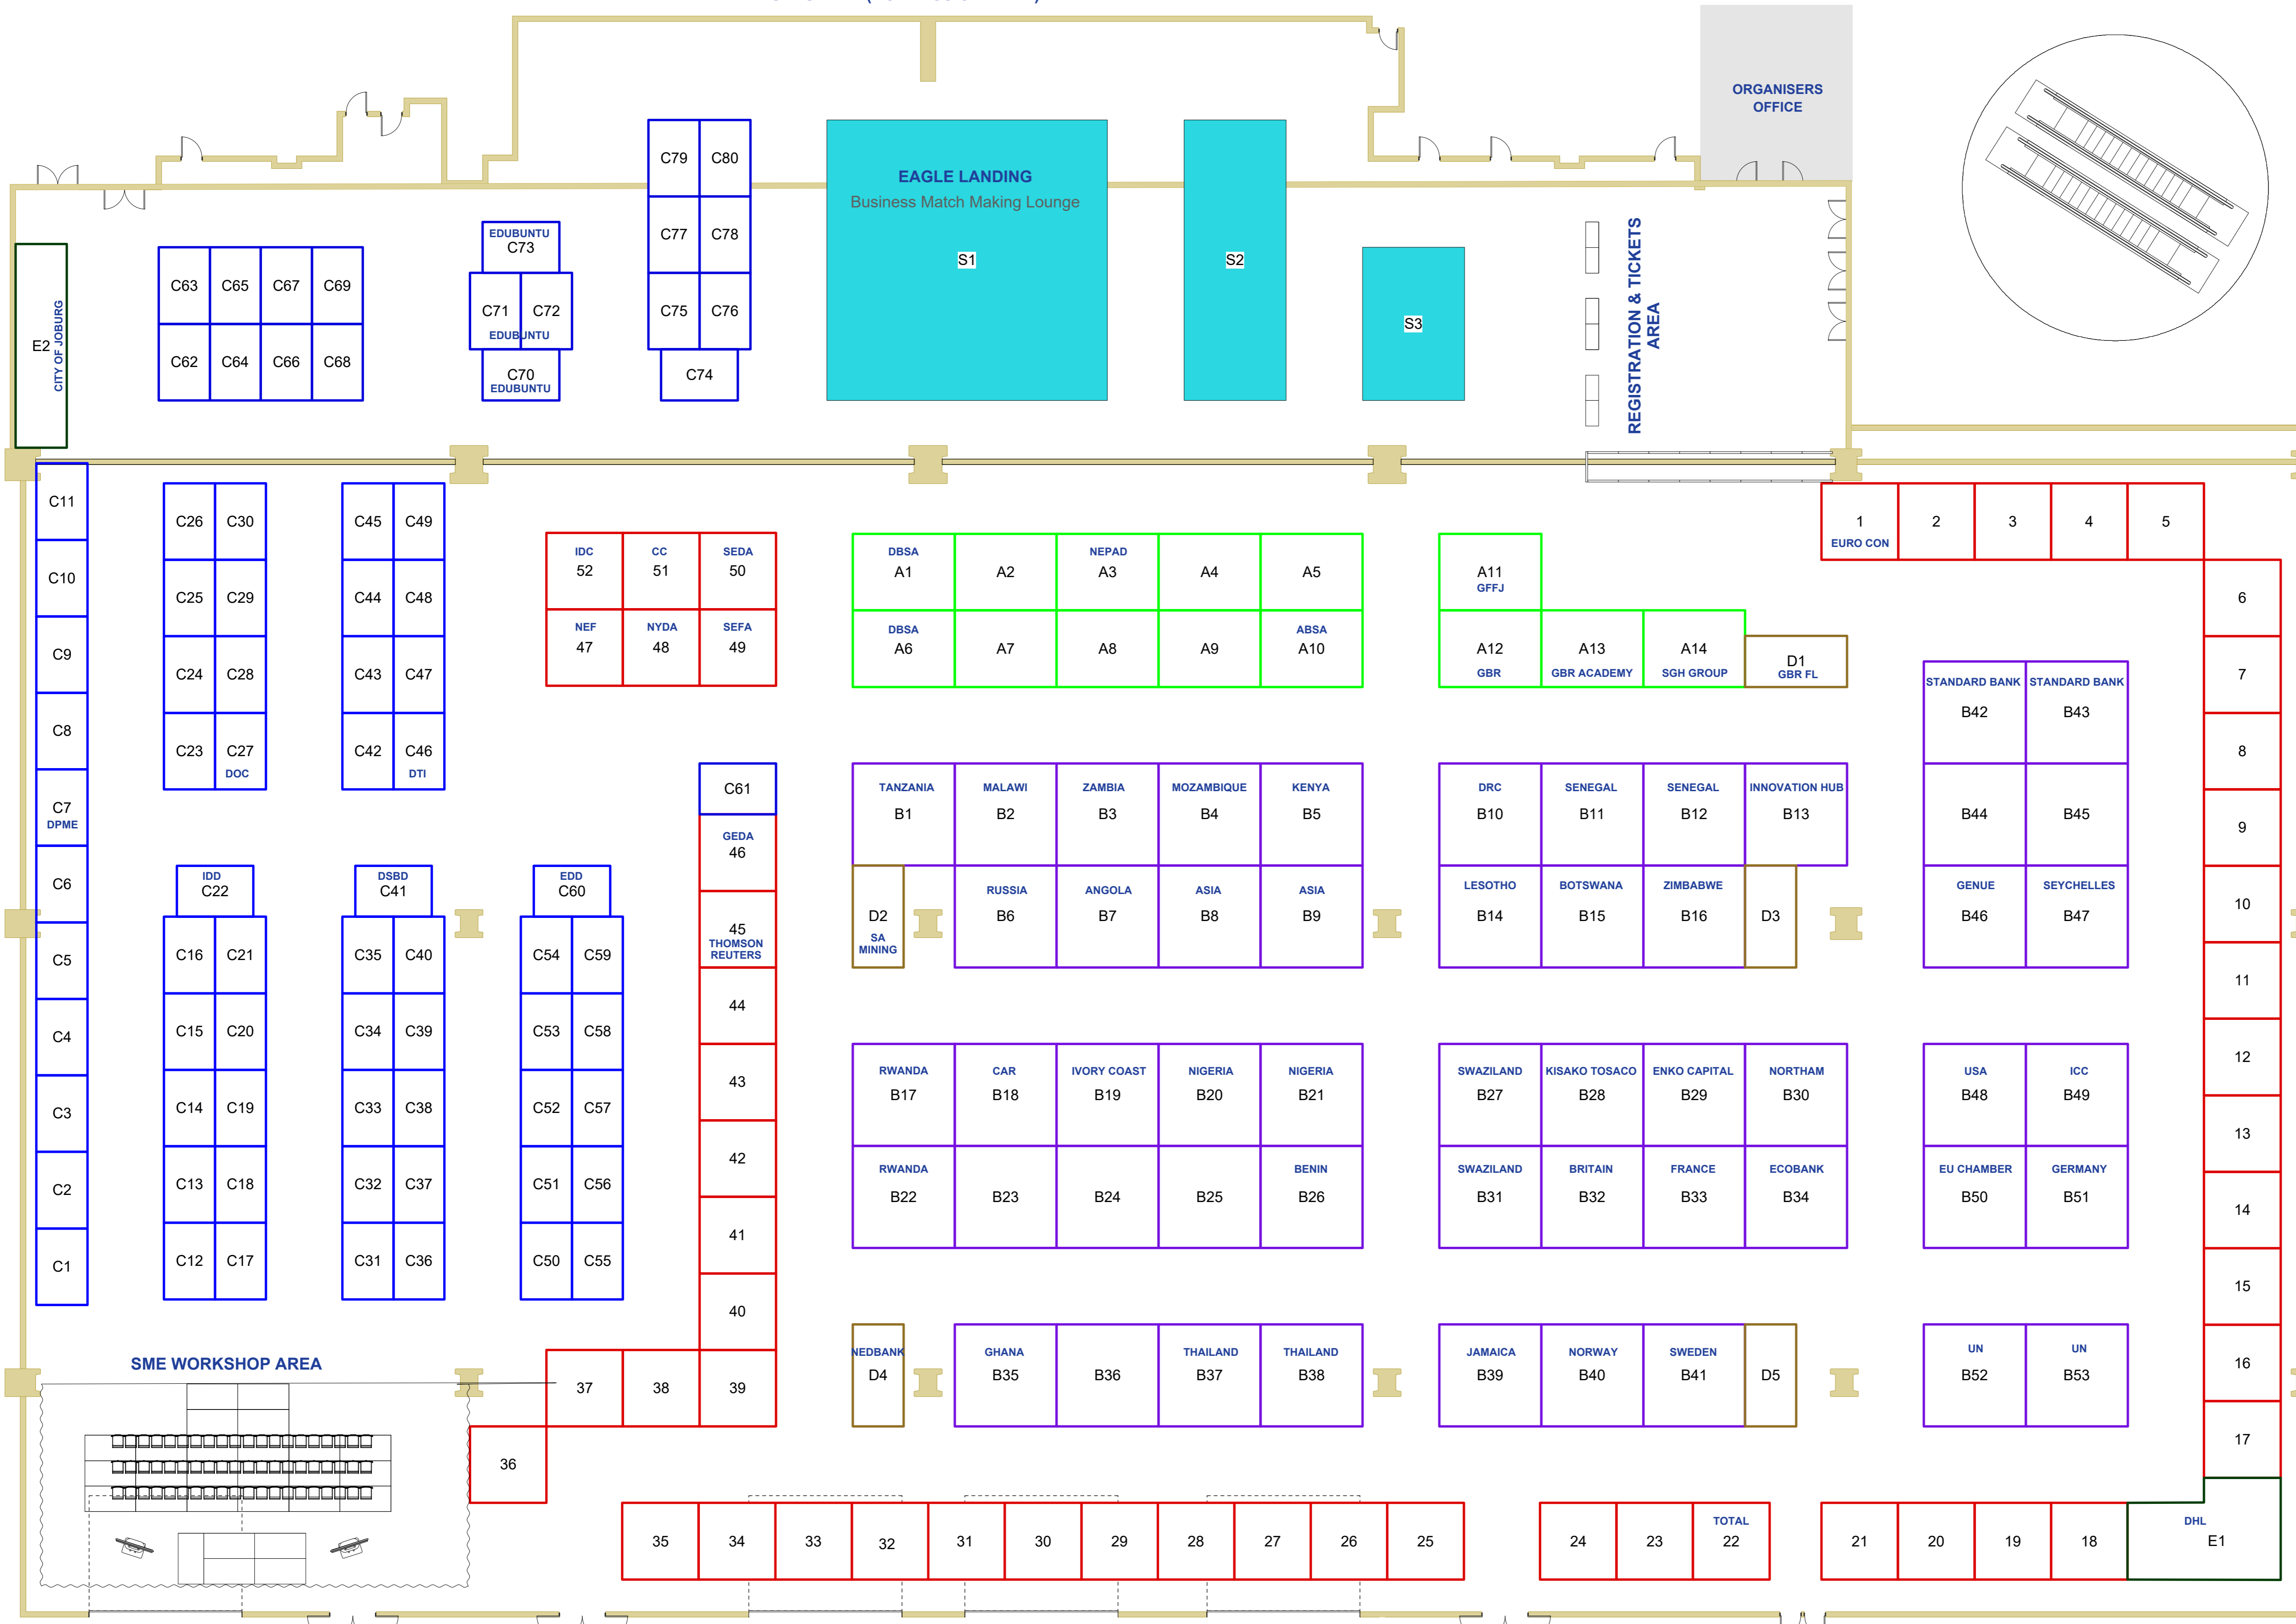 ORGANISERS
OFFICE
C79
C80
EAGLE LANDING
Business Match Making Lounge
S1
S2
S3
REGISTRATION & TICKETS
AREA
C77
C78
C75
C76
C74
EDUBUNTU
C73
C71
C72
EDUBUNTU
C70
EDUBUNTU
C63
C65
C67
C69
C62
C64
C66
C68
E2
CITY OF JOBURG
C11
C10
C9
C8
C7
DPME
C6
C5
C4
C3
C2
C1
C26
C30
C25
C29
C24
C28
C23
C27
DOC
C45
C49
C44
C48
C43
C47
C42
C46
DTI
IDC
52
CC
51
SEDA
50
NEF
47
NYDA
48
SEFA
49
DBSA
A1
A2
NEPAD
A3
A4
A5
DBSA
A6
A7
A8
A9
ABSA
A10
A11
GFFJ
A12
GBR
A13
GBR ACADEMY
A14
SGH GROUP
D1
GBR FL
1
EURO CON
2
3
4
5
6
7
8
9
10
11
12
13
14
15
16
17
STANDARD BANK
B42
STANDARD BANK
B43
B44
B45
GENUE
B46
SEYCHELLES
B47
IDD
C22
C16
C21
C15
C20
C14
C19
C13
C18
C12
C17
DSBD
C41
C35
C40
C34
C39
C33
C38
C32
C37
C31
C36
EDD
C60
C54
C59
C53
C58
C52
C57
C51
C56
C50
C55
C61
GEDA
46
45
THOMSON
REUTERS
44
43
42
41
40
39
38
37
36
TANZANIA
B1
MALAWI
B2
ZAMBIA
B3
MOZAMBIQUE
B4
KENYA
B5
D2
SA
MINING
RUSSIA
B6
ANGOLA
B7
ASIA
B8
ASIA
B9
DRC
B10
SENEGAL
B11
SENEGAL
B12
INNOVATION HUB
B13
LESOTHO
B14
BOTSWANA
B15
ZIMBABWE
B16
D3
RWANDA
B17
CAR
B18
IVORY COAST
B19
NIGERIA
B20
NIGERIA
B21
RWANDA
B22
B23
B24
B25
BENIN
B26
SWAZILAND
B27
KISAKO TOSACO
B28
ENKO CAPITAL
B29
NORTHAM
B30
SWAZILAND
B31
BRITAIN
B32
FRANCE
B33
ECOBANK
B34
USA
B48
ICC
B49
EU CHAMBER
B50
GERMANY
B51
NEDBANK
D4
GHANA
B35
B36
THAILAND
B37
THAILAND
B38
JAMAICA
B39
NORWAY
B40
SWEDEN
B41
D5
UN
B52
UN
B53
SME WORKSHOP AREA
35
34
33
32
31
30
29
28
27
26
25
24
23
TOTAL
22
21
20
19
18
DHL
E1